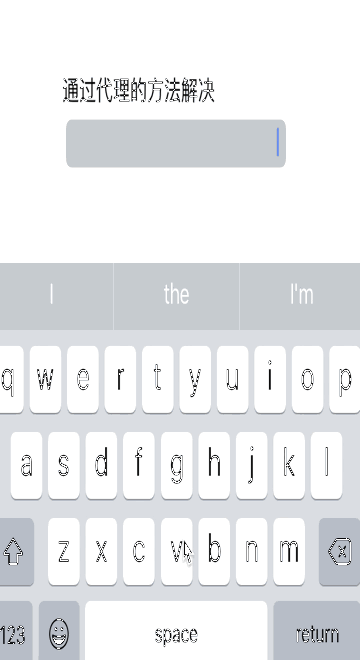 通过代理的方法解决
I the I'm
q w e r t y u i o p
a s d f g h j k l
z x c v b n m
123 space return